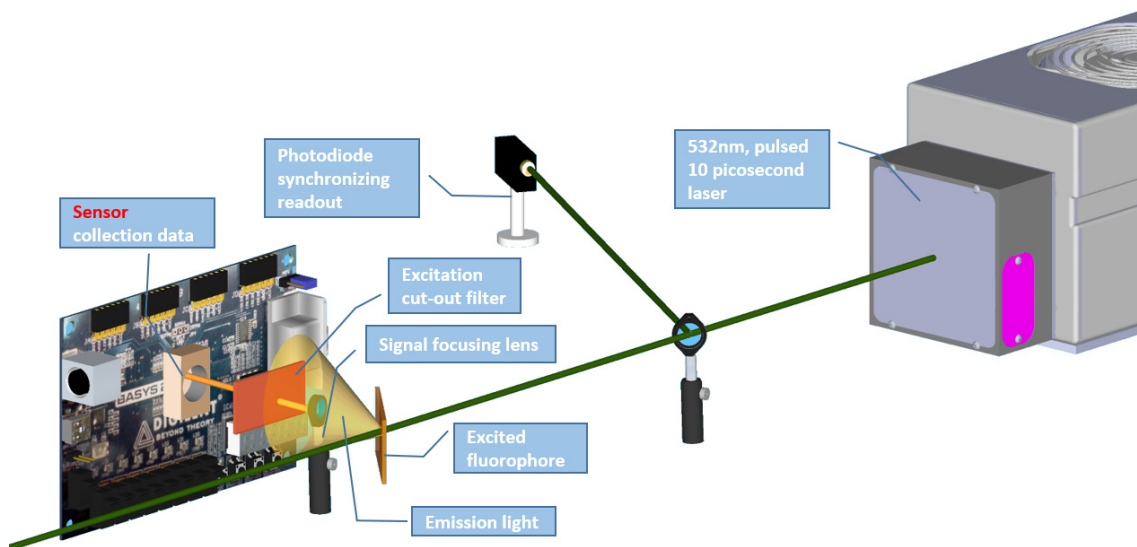 532nm, pulsed
10 picosecond
laser
Photodiode
synchronizing
readout
Sensor
collection data
Excitation
cut-out filter
Signal focusing lens
BASYS
DIGILENT
BEYOND THEORY
Excited
fluorophore
Emission light